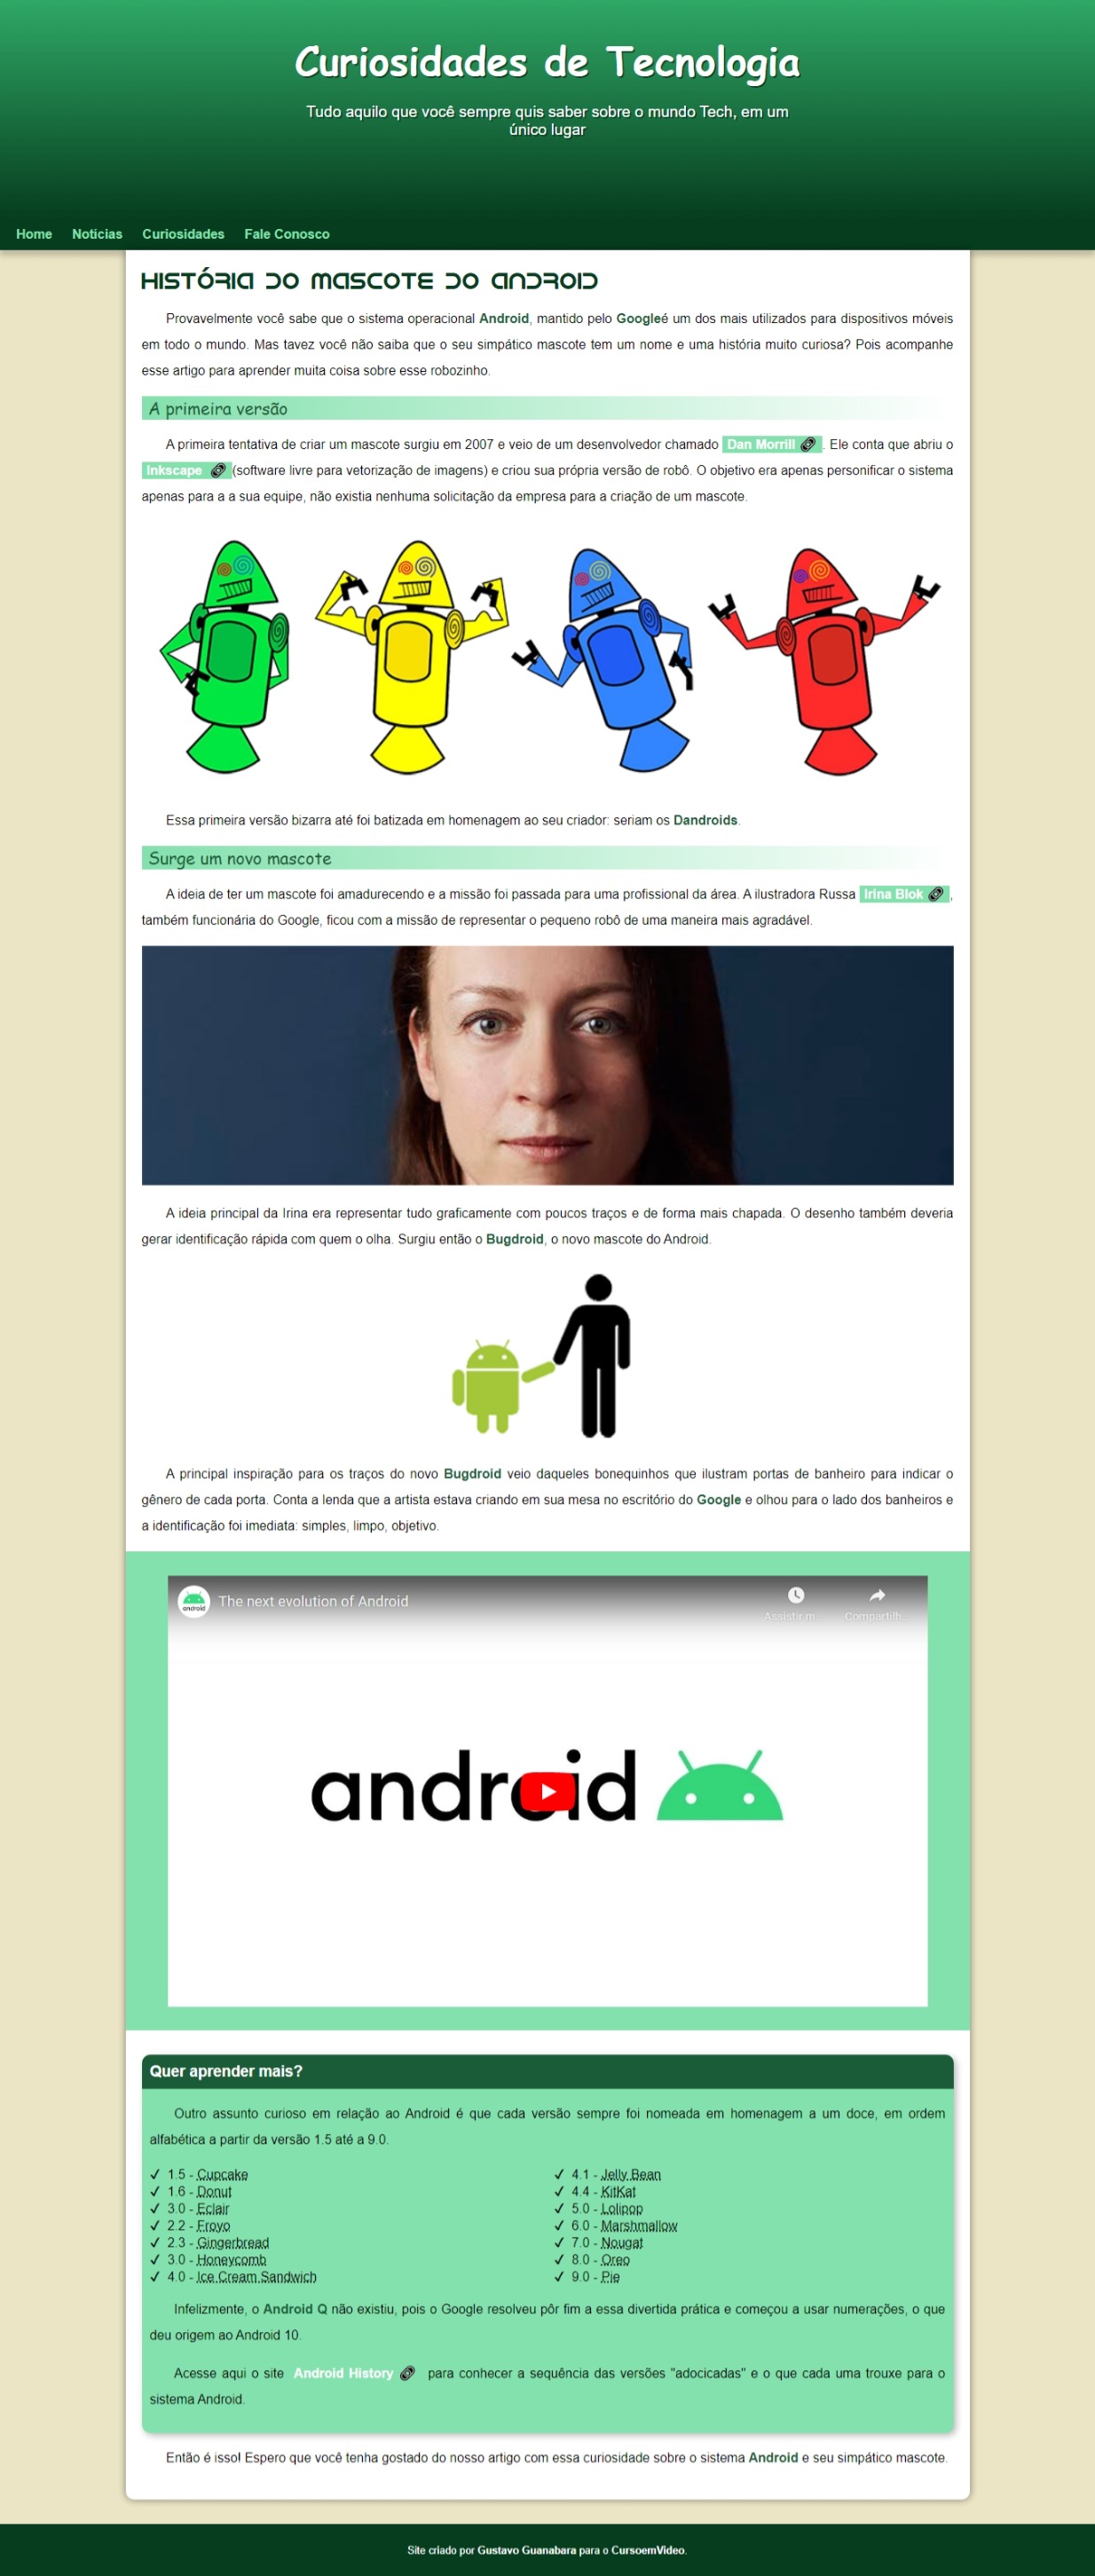 Curiosidades de Tecnologia
Tudo aquilo que você sempre quis saber sobre o mundo Tech, em um
único lugar
Home Notícias Curiosidades Fale Conosco
História do Mascote do Android
Provavelmente você sabe que o sistema operacional Android, mantido pelo Googleé um dos mais utilizados para dispositivos móveis
em todo o mundo. Mas tavez você não saiba que o seu simpático mascote tem um nome e uma história muito curiosa? Pois acompanhe
esse artigo para aprender muita coisa sobre esse robozinho.
A primeira versão
A primeira tentativa de criar um mascote surgiu em 2007 e veio de um desenvolvedor chamado Dan Morrill. Ele conta que abriu o
Inkscape (software livre para vetorização de imagens) e criou sua própria versão de robô. O objetivo era apenas personificar o sistema
apenas para a a sua equipe, não existia nenhuma solicitação da empresa para a criação de um mascote.
Essa primeira versão bizarra até foi batizada em homenagem ao seu criador: seriam os Dandroids.
Surge um novo mascote
A ideia de ter um mascote foi amadurecendo e a missão foi passada para uma profissional da área. A ilustradora Russa Irina Blok,
também funcionária do Google, ficou com a missão de representar o pequeno robô de uma maneira mais agradável.
A ideia principal da Irina era representar tudo graficamente com poucos traços e de forma mais chapada. O desenho também deveria
gerar identificação rápida com quem o olha. Surgiu então o Bugdroid, o novo mascote do Android.
A principal inspiração para os traços do novo Bugdroid veio daqueles bonequinhos que ilustram portas de banheiro para indicar o
gênero de cada porta. Conta a lenda que a artista estava criando em sua mesa no escritório do Google e olhou para o lado dos banheiros e
a identificação foi imediata: simples, limpo, objetivo.
android
The next evolution of Android
Assistir m... Compartilh...
android
Quer aprender mais?
Outro assunto curioso em relação ao Android é que cada versão sempre foi nomeada em homenagem a um doce, em ordem
alfabética a partir da versão 1.5 até a 9.0.
✓ 1.5 - Cupcake
✓ 1.6 - Donut
✓ 3.0 - Eclair
✓ 2.2 - Froyo
✓ 2.3 - Gingerbread
✓ 3.0 - Honeycomb
✓ 4.0 - Ice Cream Sandwich
✓ 4.1 - Jelly Bean
✓ 4.4 - KitKat
✓ 5.0 - Lolipop
✓ 6.0 - Marshmallow
✓ 7.0 - Nougat
✓ 8.0 - Oreo
✓ 9.0 - Pie
Infelizmente, o Android Q não existiu, pois o Google resolveu pôr fim a essa divertida prática e começou a usar numerações, o que
deu origem ao Android 10.
Acesse aqui o site Android History para conhecer a sequência das versões "adocicadas" e o que cada uma trouxe para o
sistema Android.
Então é isso! Espero que você tenha gostado do nosso artigo com essa curiosidade sobre o sistema Android e seu simpático mascote.
Site criado por Gustavo Guanabara para o CursoemVideo.